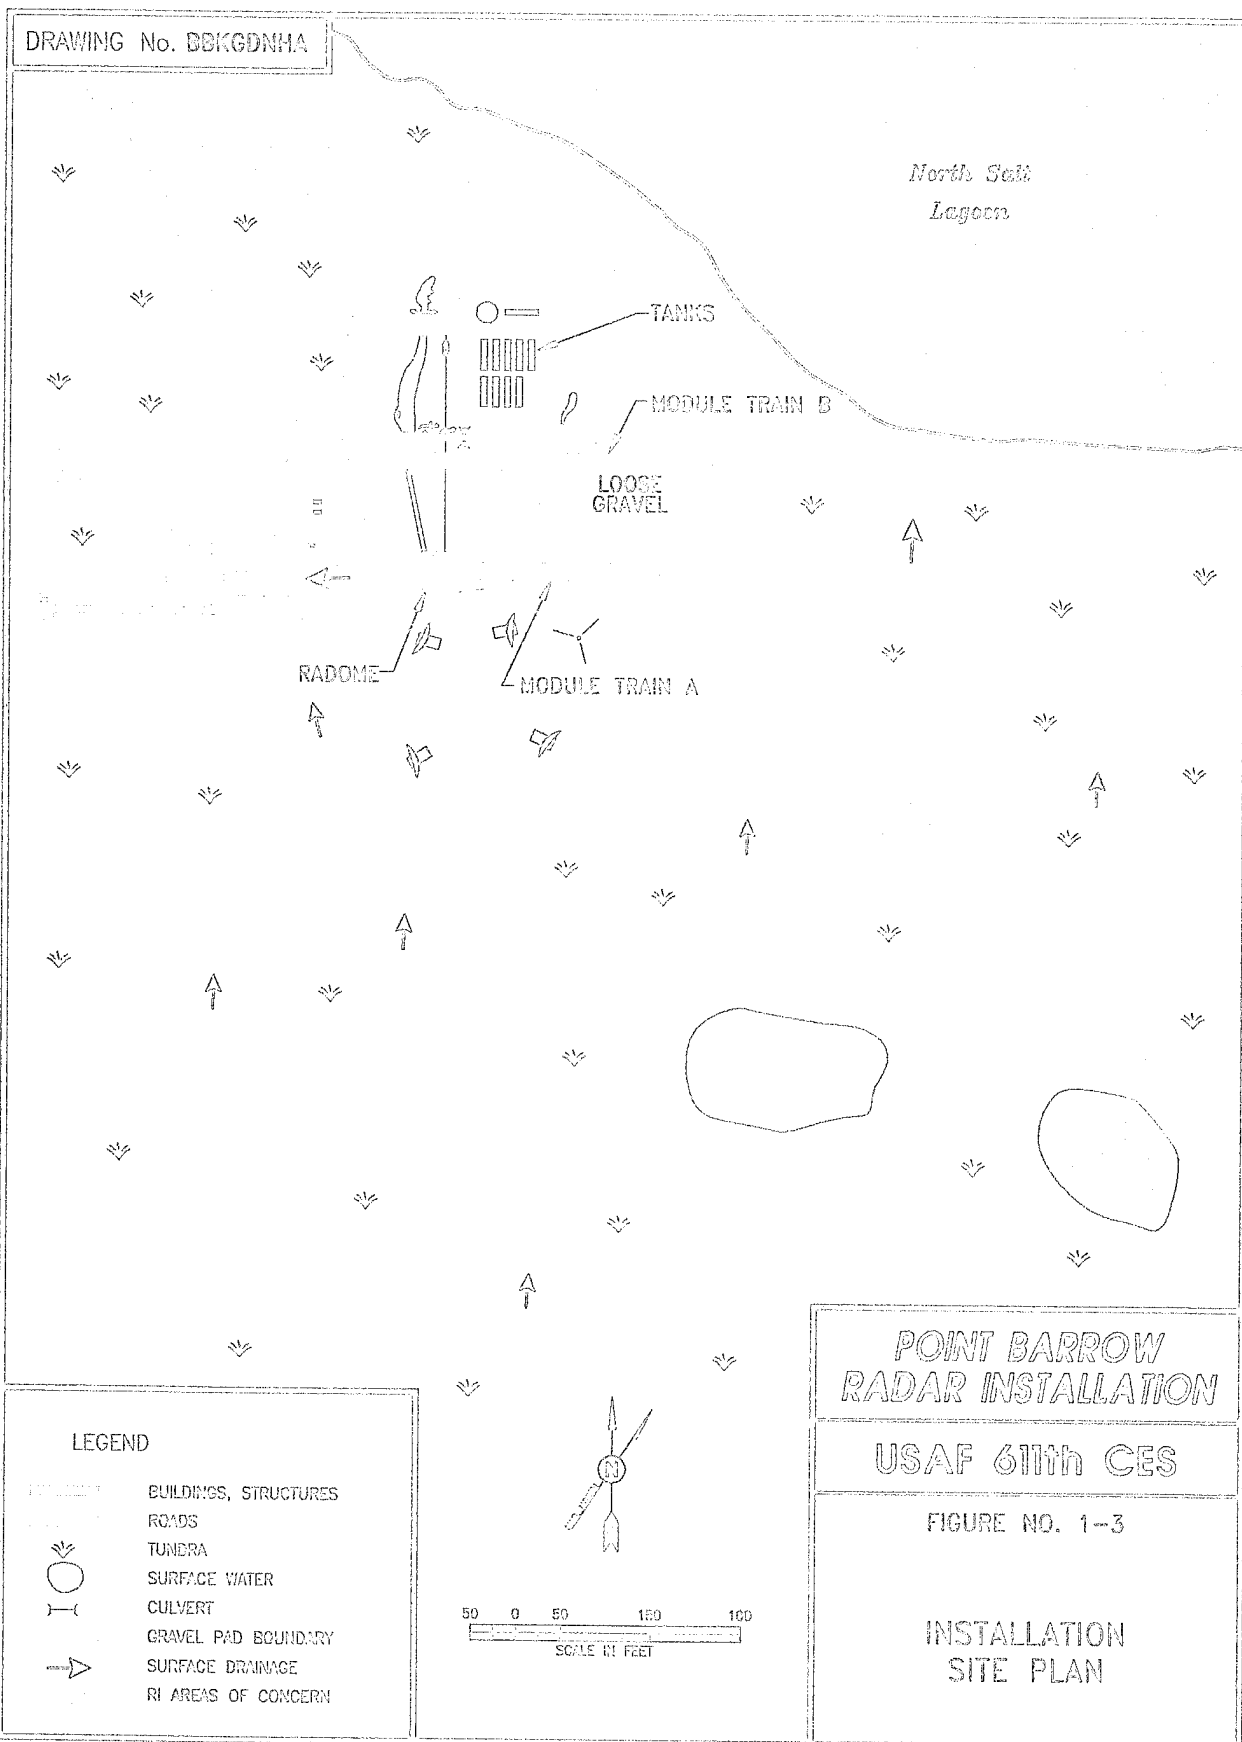 DRAWING No. BBKGDNHA
North Salt
Lagoon
TANKS
MODULE TRAIN B
LOOSE
GRAVEL
RADOME
MODULE TRAIN A
POINT BARROW
RADAR INSTALLATION
USAF 611th CES
FIGURE NO. 1-3
INSTALLATION
SITE PLAN
LEGEND
BUILDINGS, STRUCTURES
ROADS
TUNDRA
SURFACE WATER
CULVERT
GRAVEL PAD BOUNDARY
SURFACE DRAINAGE
RI AREAS OF CONCERN
N
50 0 50 150 100
SCALE IN FEET